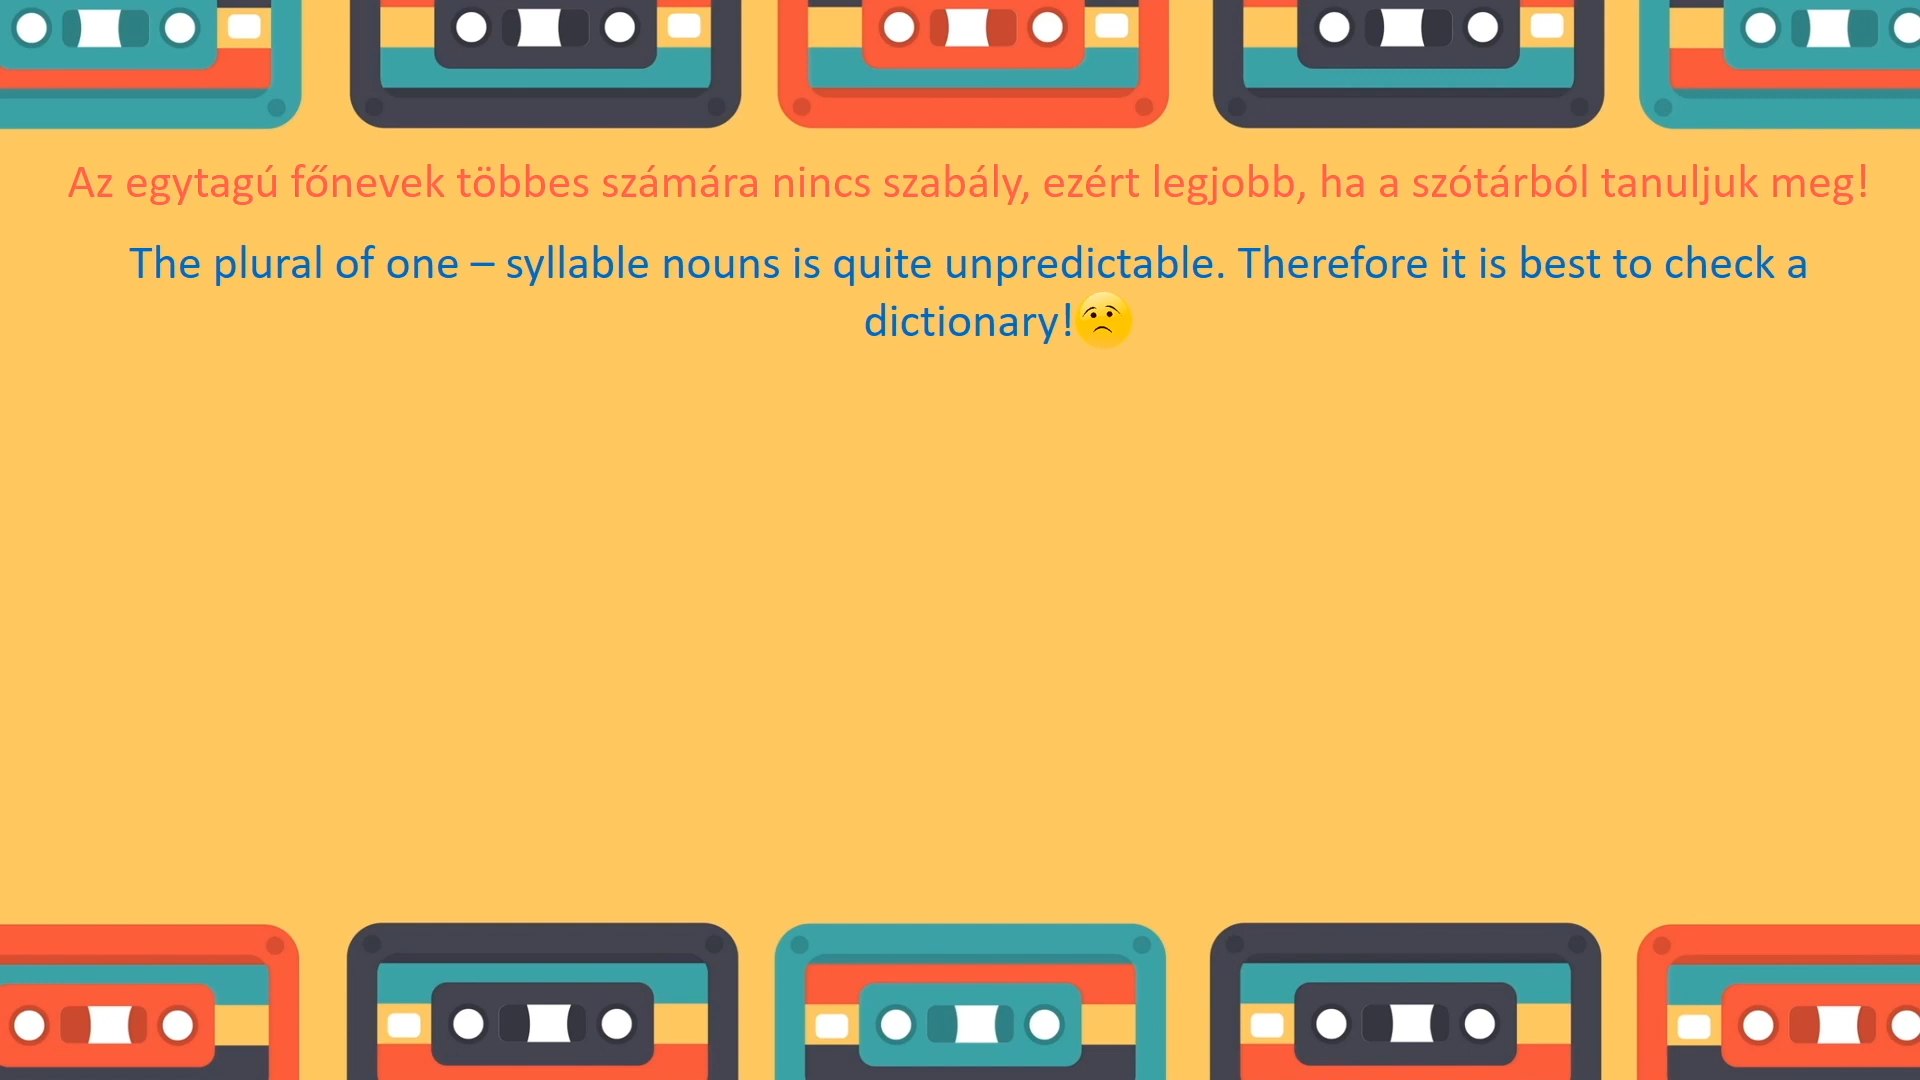 Az egytagú főnevek többes számára nincs szabály, ezért legjobb, ha a szótárból tanuljuk meg!
The plural of one – syllable nouns is quite unpredictable. Therefore it is best to check a
dictionary!